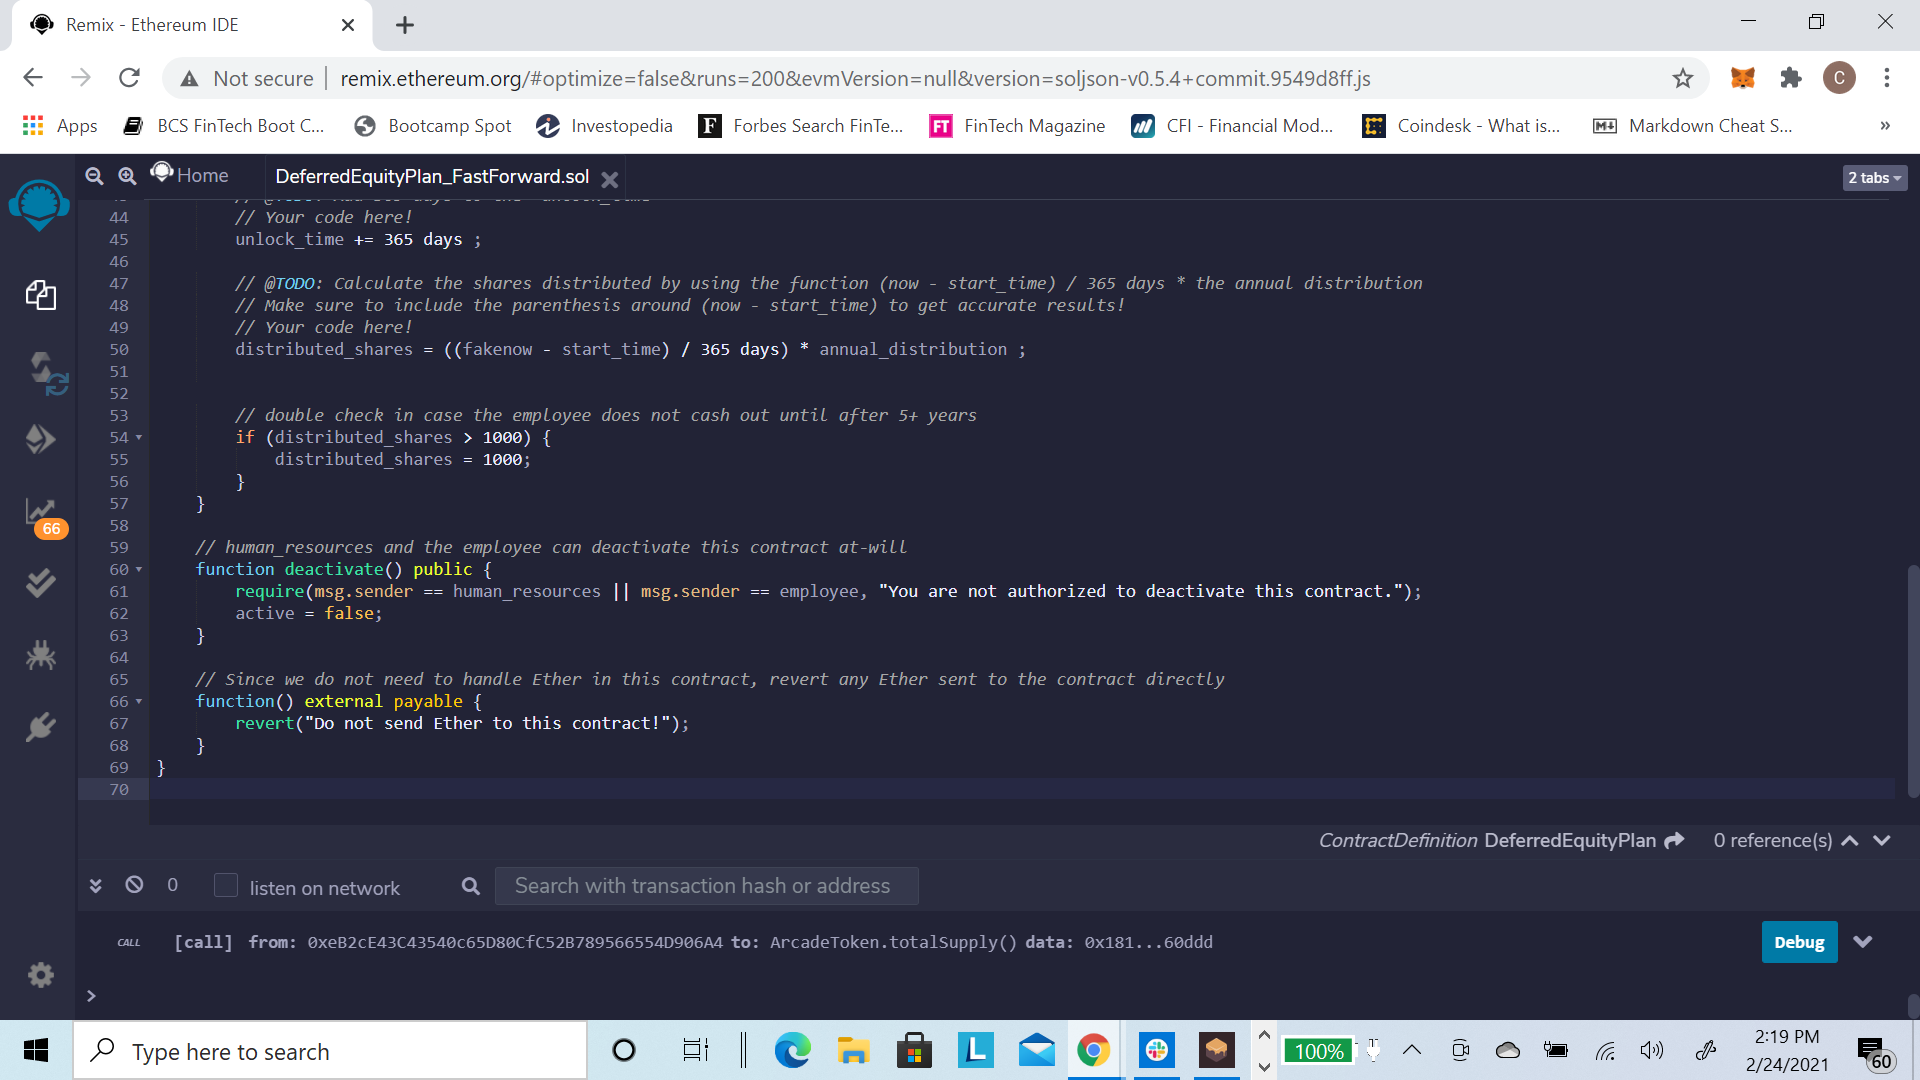 Remix - Ethereum IDE
Not secure | remix.ethereum.org/#optimize=false&runs=200&evmVersion=null&version=soljson-v0.5.4+commit.9549d8ff.js
C
Apps BCS FinTech Boot C... Bootcamp Spot Investopedia Forbes Search FinTe... FinTech Magazine CFI - Financial Mod... Coindesk - What is... Markdown Cheat S... »
Home DeferredEquityPlan_FastForward.sol 2 tabs
44 // Your code here!
45 unlock_time += 365 days ;
46
47 // @TODO: Calculate the shares distributed by using the function (now - start_time) / 365 days * the annual distribution
48 // Make sure to include the parenthesis around (now - start_time) to get accurate results!
49 // Your code here!
50 distributed_shares = ((fakenow - start_time) / 365 days) * annual_distribution ;
51
52
53 // double check in case the employee does not cash out until after 5+ years
54 if (distributed_shares > 1000) {
55 distributed_shares = 1000;
56 }
57 }
58
59 // human_resources and the employee can deactivate this contract at-will
60 function deactivate() public {
61 require(msg.sender == human_resources || msg.sender == employee, "You are not authorized to deactivate this contract.");
62 active = false;
63 }
64
65 // Since we do not need to handle Ether in this contract, revert any Ether sent to the contract directly
66 function() external payable {
67 revert("Do not send Ether to this contract!");
68 }
69 }
70
66
ContractDefinition DeferredEquityPlan 0 reference(s)
0 listen on network Search with transaction hash or address
CALL [call] from: 0xeB2cE43C43540c65D80CfC52B789566554D906A4 to: ArcadeToken.totalSupply() data: 0x181...60ddd Debug
>
Type here to search 100% 2:19 PM
2/24/2021 60